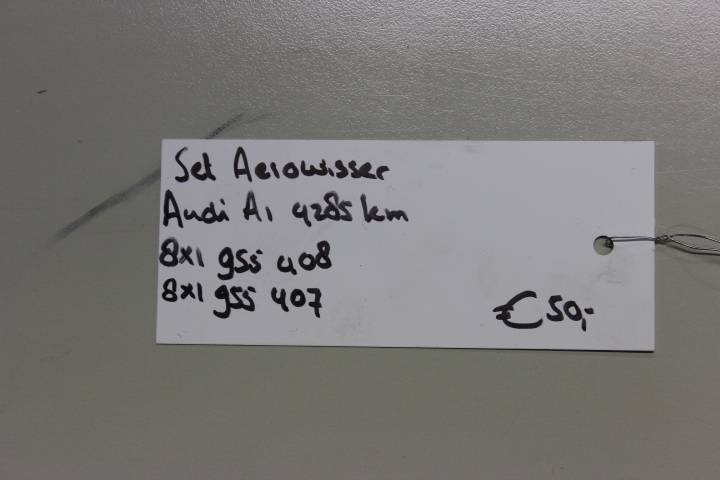 Set Aerowisser
Audi A1 4285 km
8x1 955 408
8x1 955 407
€50,-